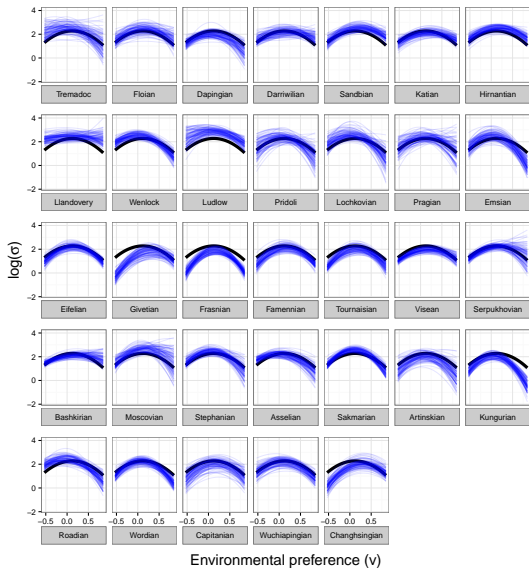 4
2
0
−2
Tremadoc Floian Dapingian Darriwilian Sandbian Katian Hirnantian
4
2
0
−2
Llandovery Wenlock Ludlow Pridoli Lochkovian Pragian Emsian
log(σ)
4
2
0
−2
Eifelian Givetian Frasnian Famennian Tournaisian Visean Serpukhovian
4
2
0
−2
Bashkirian Moscovian Stephanian Asselian Sakmarian Artinskian Kungurian
4
2
0
−2
−0.5 0.0 0.5 −0.5 0.0 0.5 −0.5 0.0 0.5 −0.5 0.0 0.5 −0.5 0.0 0.5
Roadian Wordian Capitanian Wuchiapingian Changhsingian
Environmental preference (v)